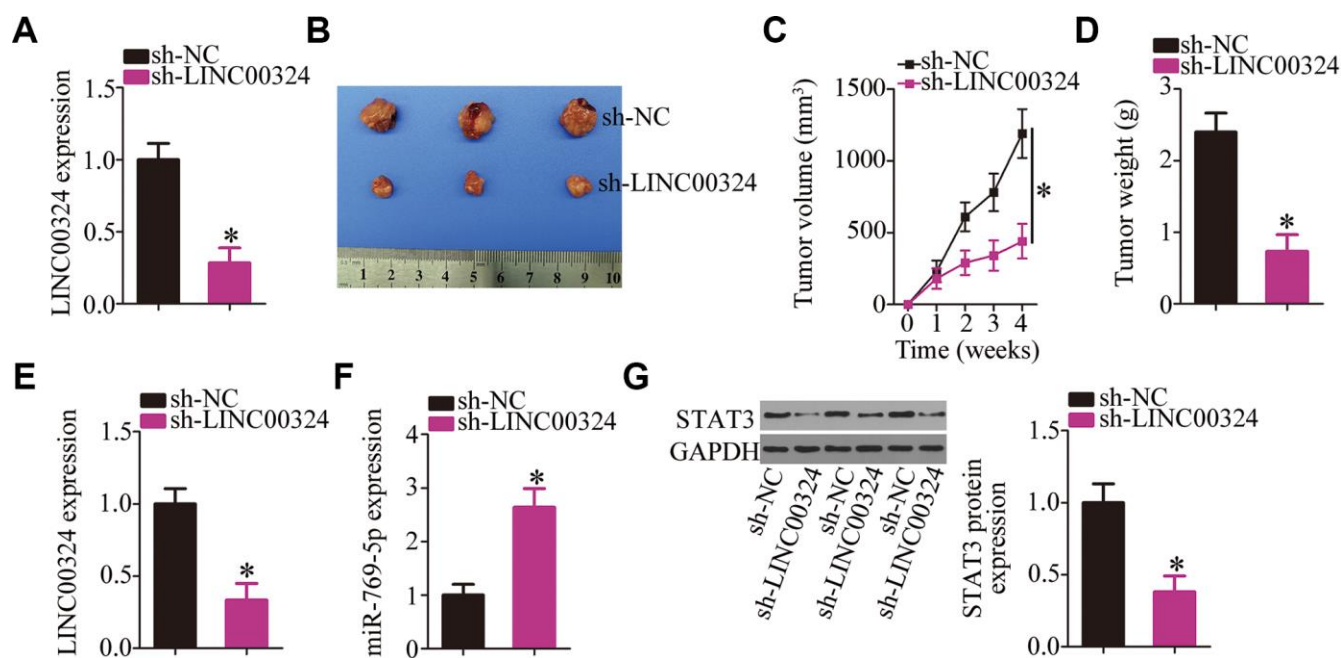 A
sh-NC
sh-LINC00324
LINC00324 expression
1.5
1.0
0.5
0.0
*
B
sh-NC
sh-LINC00324
1 2 3 4 5 6 7 8 9 10
C
sh-NC
sh-LINC00324
Tumor volume (mm³)
1500
1000
500
0
*
0 1 2 3 4
Time (weeks)
D
sh-NC
sh-LINC00324
Tumor weight (g)
3
2
1
0
*
E
sh-NC
sh-LINC00324
LINC00324 expression
1.5
1.0
0.5
0.0
*
F
sh-NC
sh-LINC00324
miR-769-5p expression
4
3
2
1
0
*
G
STAT3
GAPDH
sh-NC
sh-LINC00324
sh-NC
sh-LINC00324
sh-NC
sh-LINC00324
sh-NC
sh-LINC00324
STAT3 protein
expression
1.5
1.0
0.5
0.0
*